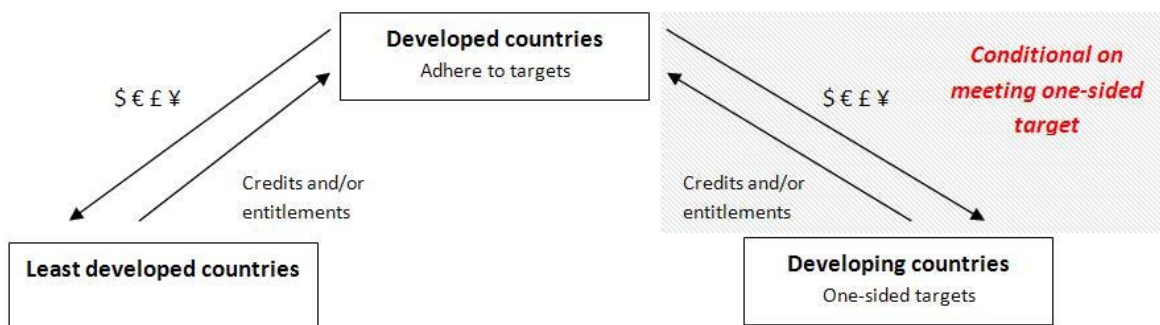 Developed countries
Adhere to targets
Conditional on
meeting one-sided
target
$ € £ ¥
$ € £ ¥
Credits and/or
entitlements
Credits and/or
entitlements
Least developed countries
Developing countries
One-sided targets